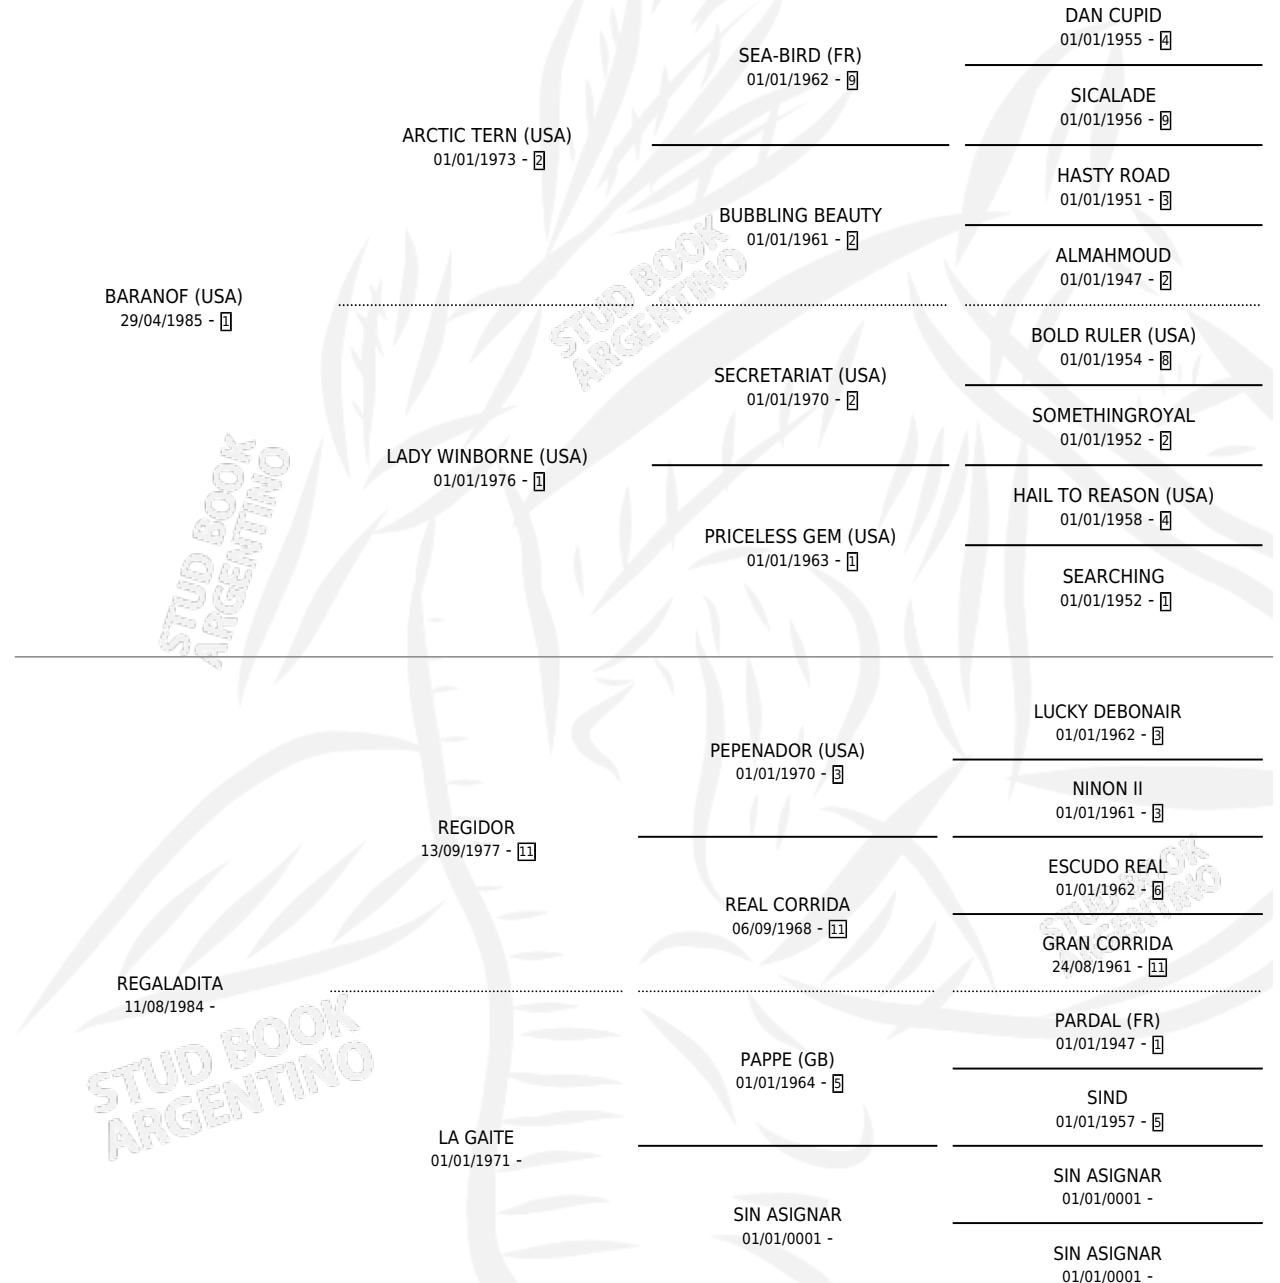 DAN CUPID
01/01/1955 - 4
SEA-BIRD (FR)
01/01/1962 - 9
SICALADE
01/01/1956 - 9
ARCTIC TERN (USA)
01/01/1973 - 2
HASTY ROAD
01/01/1951 - 3
BUBBLING BEAUTY
01/01/1961 - 2
ALMAHMOUD
01/01/1947 - 2
BARANOF (USA)
29/04/1985 - 1
STUD BOOK
ARGENTINO
BOLD RULER (USA)
01/01/1954 - 8
SECRETARIAT (USA)
01/01/1970 - 2
SOMETHINGROYAL
01/01/1952 - 2
LADY WINBORNE (USA)
01/01/1976 - 1
HAIL TO REASON (USA)
01/01/1958 - 4
PRICELESS GEM (USA)
01/01/1963 - 1
SEARCHING
01/01/1952 - 1
STUD BOOK
ARGENTINO
LUCKY DEBONAIR
01/01/1962 - 3
PEPENADOR (USA)
01/01/1970 - 3
NINON II
01/01/1961 - 3
REGIDOR
13/09/1977 - 11
ESCUDO REAL
01/01/1962 - 6
REAL CORRIDA
06/09/1968 - 11
STUD BOOK
ARGENTINO
GRAN CORRIDA
24/08/1961 - 11
REGALADITA
11/08/1984 -
PARDAL (FR)
01/01/1947 - 1
PAPPE (GB)
01/01/1964 - 5
SIND
01/01/1957 - 5
STUD BOOK
ARGENTINO
LA GAITE
01/01/1971 -
SIN ASIGNAR
01/01/0001 -
SIN ASIGNAR
01/01/0001 -
SIN ASIGNAR
01/01/0001 -